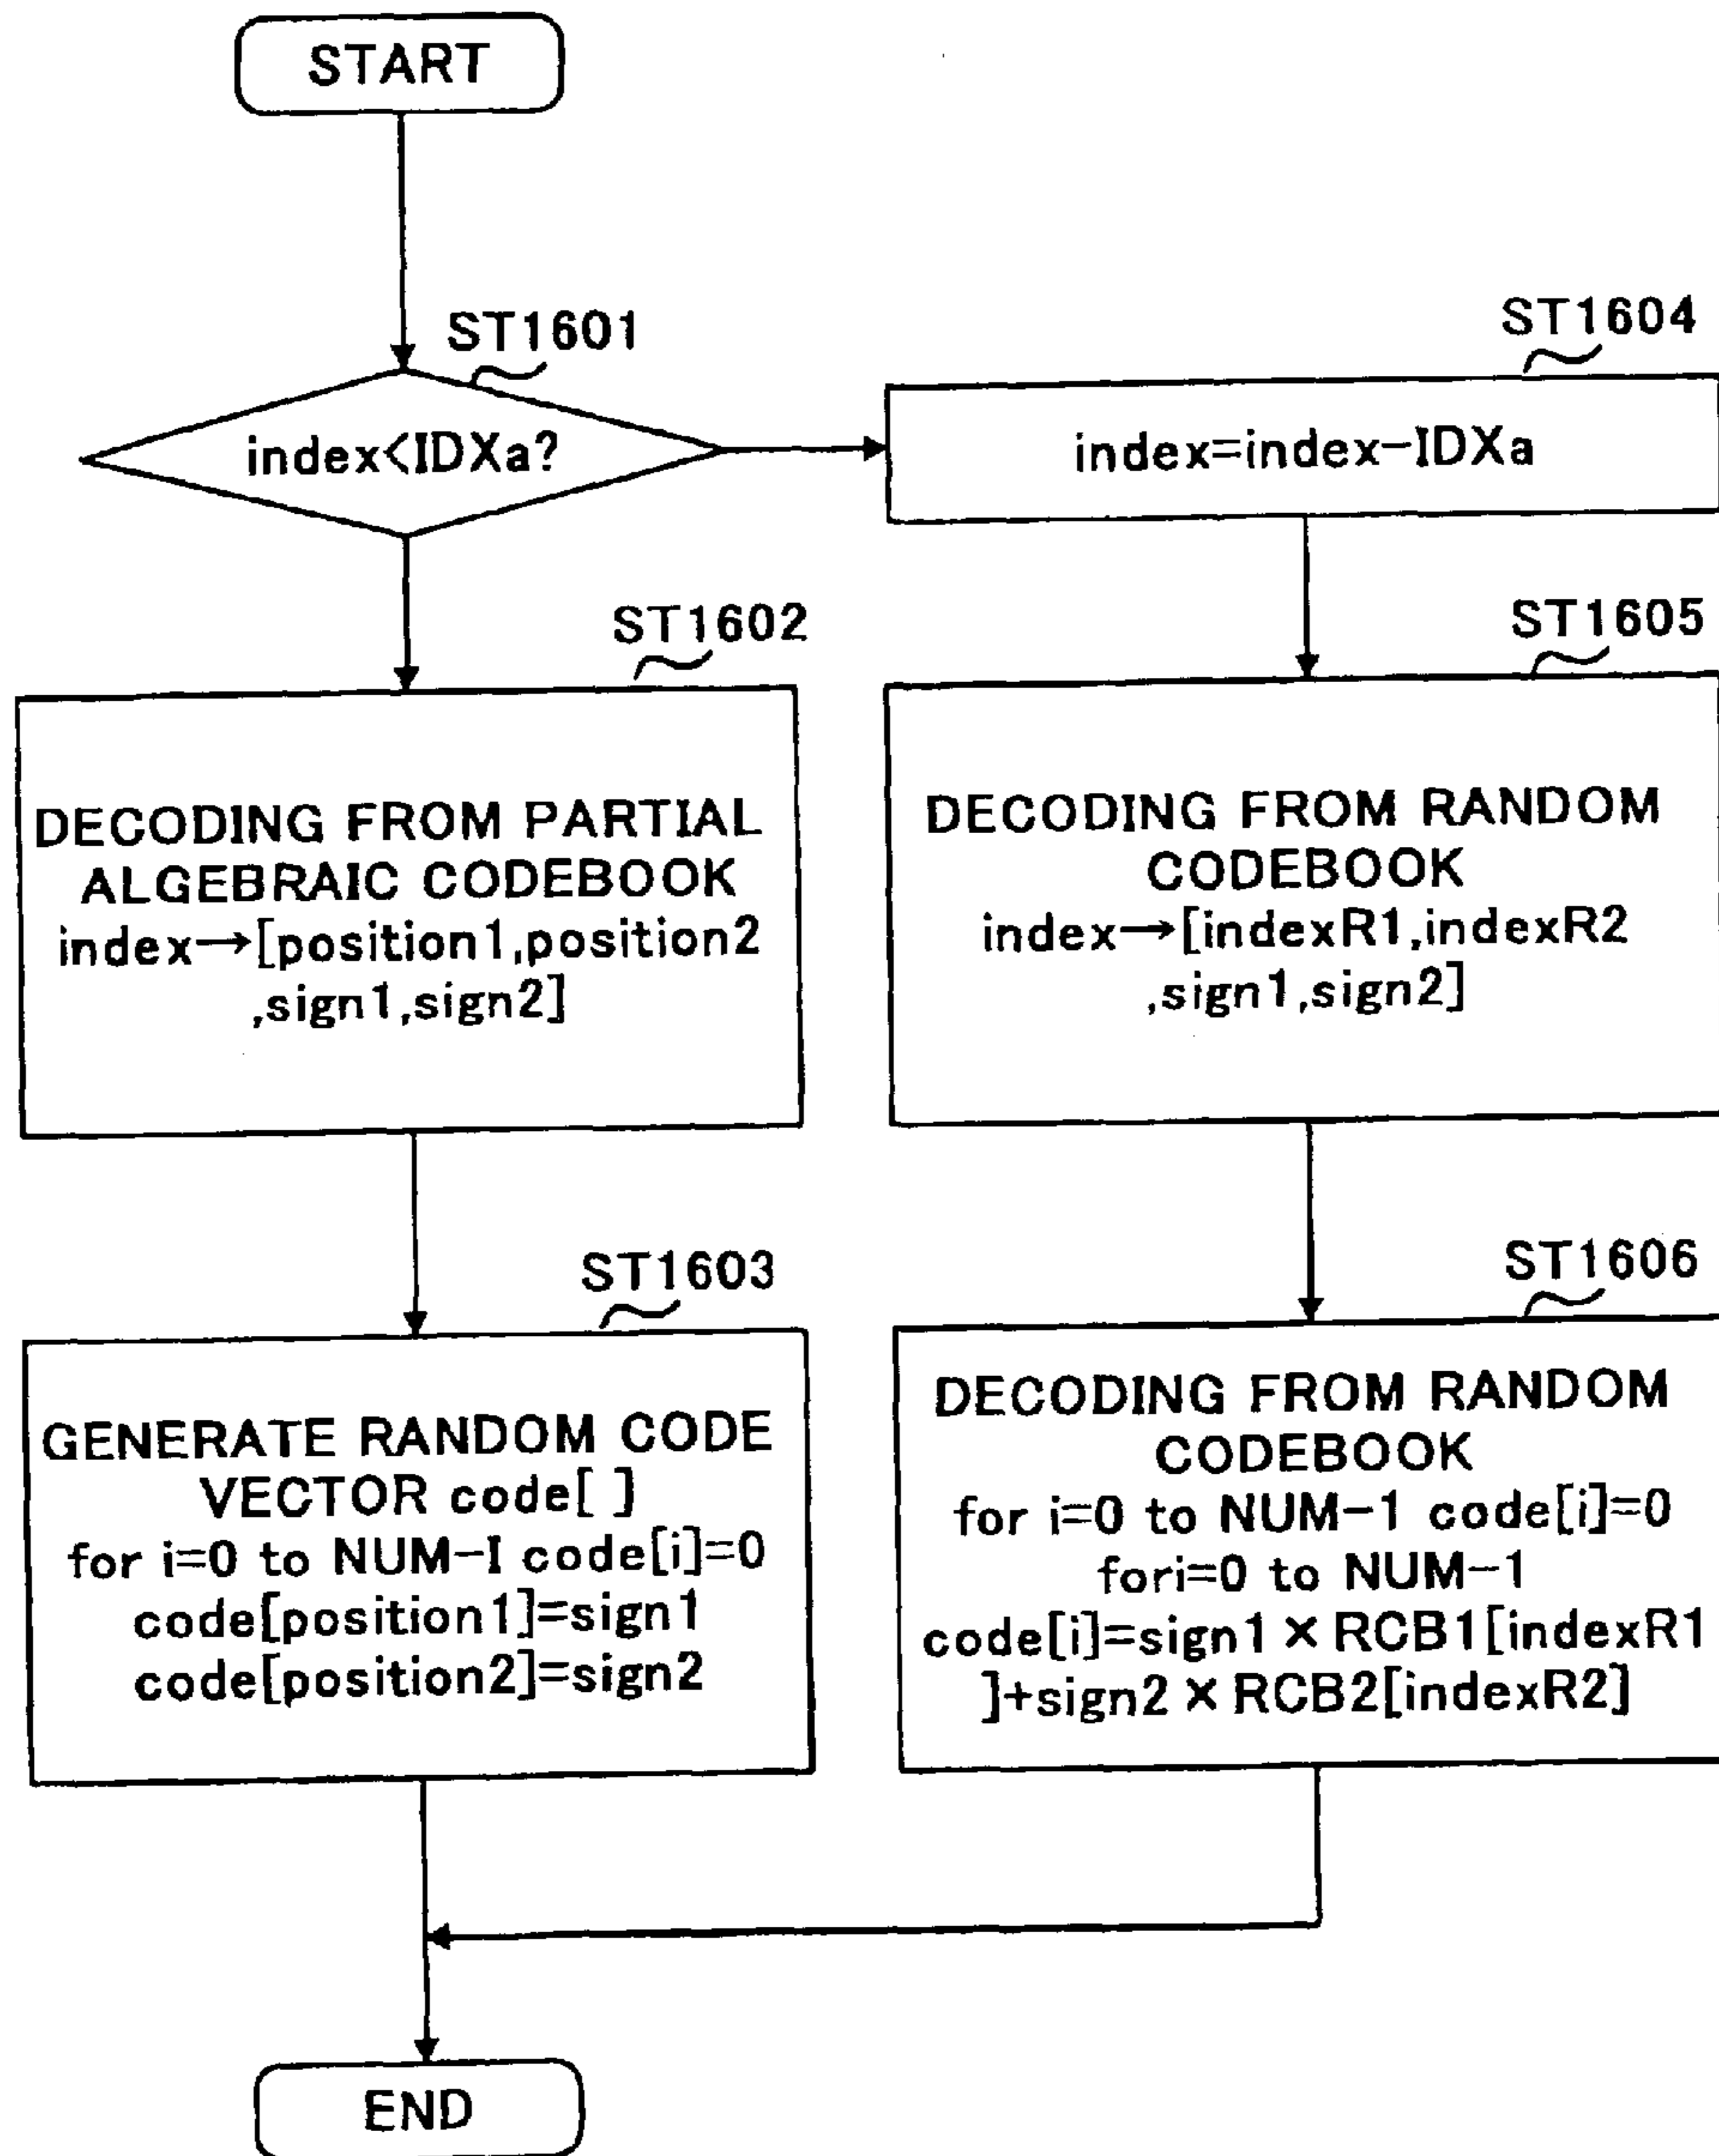 START
ST1601
index<IDXa?
ST1602
DECODING FROM PARTIAL
ALGEBRAIC CODEBOOK
index→[position1,position2
,sign1,sign2]
ST1603
GENERATE RANDOM CODE
VECTOR code[ ]
for i=0 to NUM-I code[i]=0
code[position1]=sign1
code[position2]=sign2
ST1604
index=index-IDXa
ST1605
DECODING FROM RANDOM
CODEBOOK
index→[indexR1,indexR2
,sign1,sign2]
ST1606
DECODING FROM RANDOM
CODEBOOK
for i=0 to NUM-1 code[i]=0
fori=0 to NUM-1
code[i]=sign1×RCB1[indexR1
]+sign2×RCB2[indexR2]
END